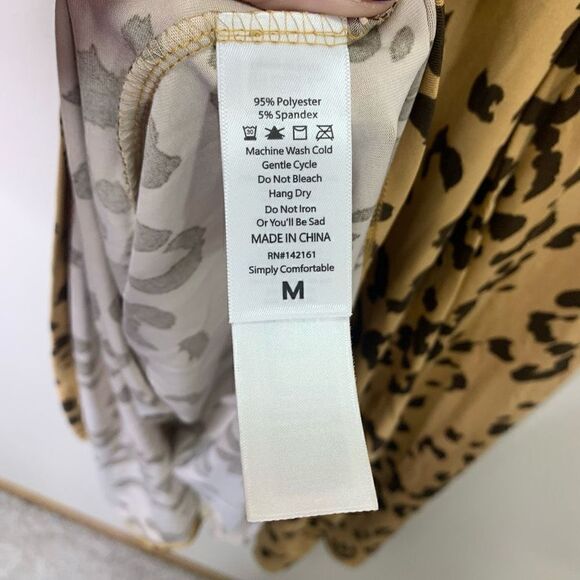 95% Polyester
5% Spandex
Machine Wash Cold
Gentle Cycle
Do Not Bleach
Hang Dry
Do Not Iron
Or You'll Be Sad
MADE IN CHINA
RN#142161
Simply Comfortable
M